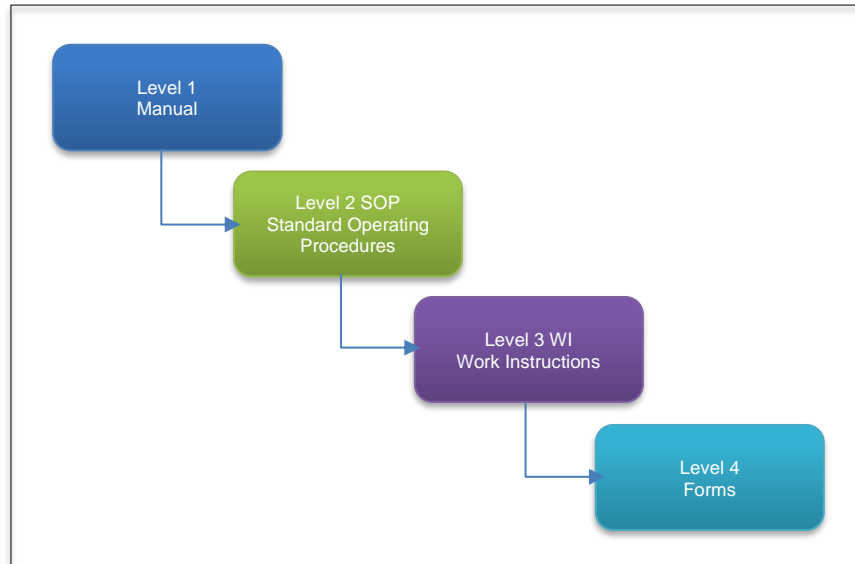 Level 1
Manual
Level 2 SOP
Standard Operating
Procedures
Level 3 WI
Work Instructions
Level 4
Forms